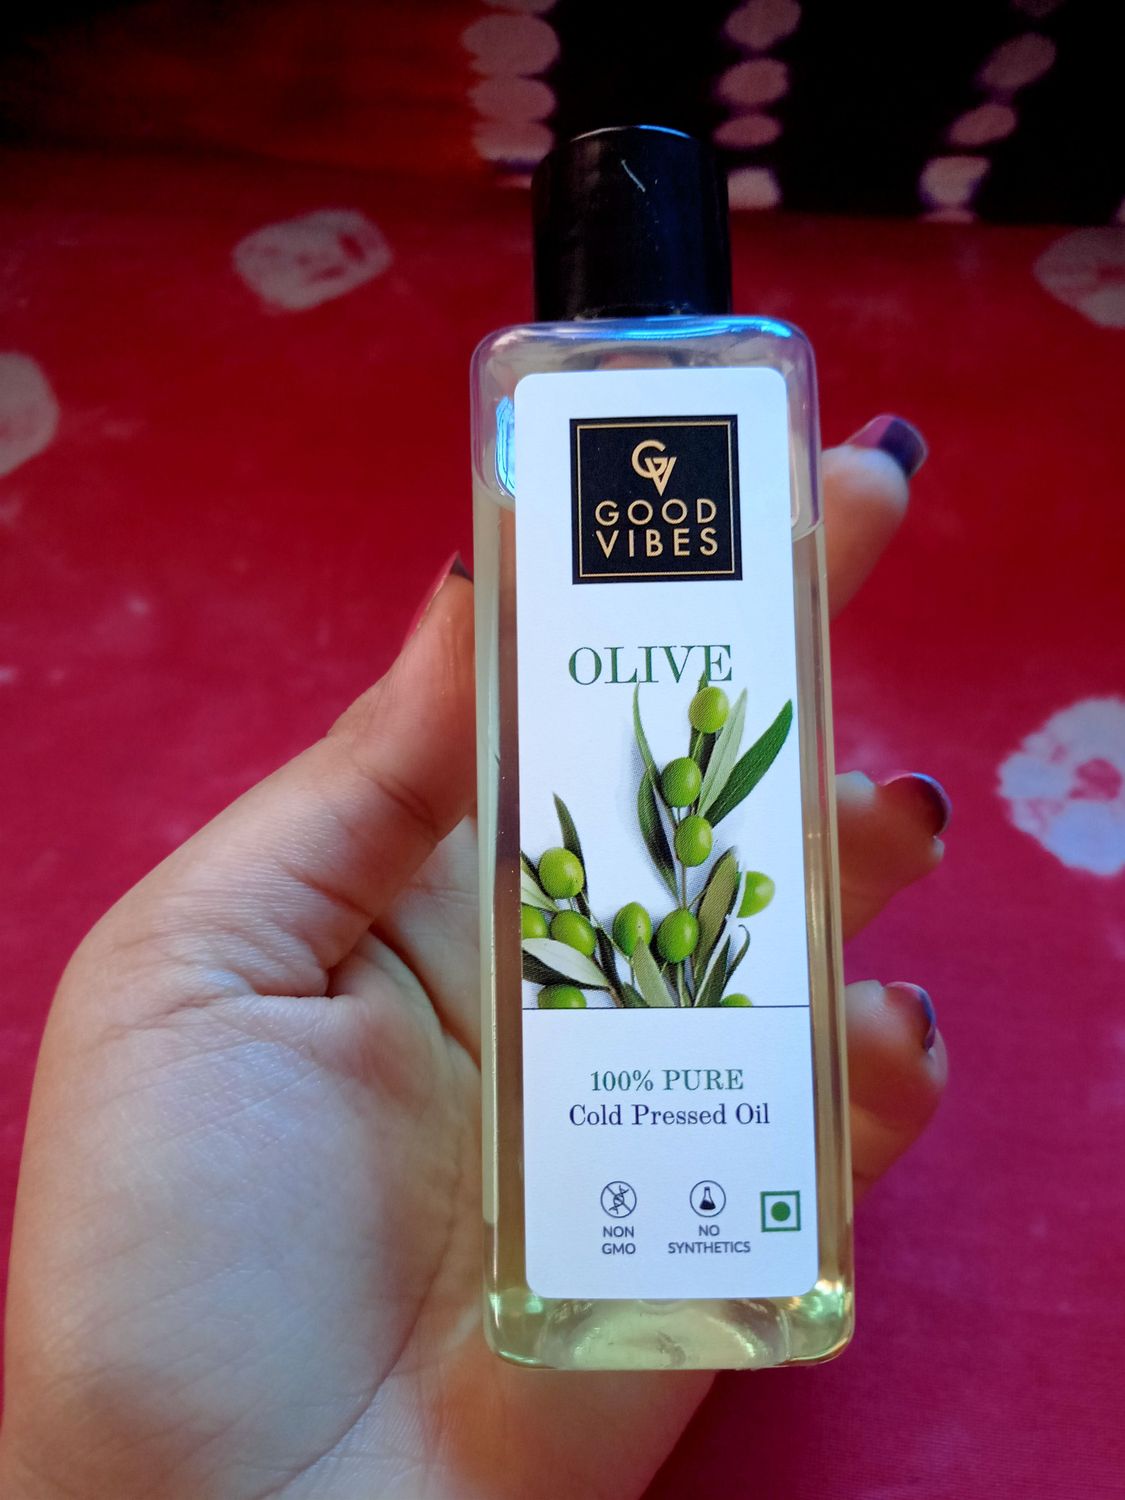 GV
GOOD
VIBES
OLIVE
100% PURE
Cold Pressed Oil
NON
GMO
NO
SYNTHETICS